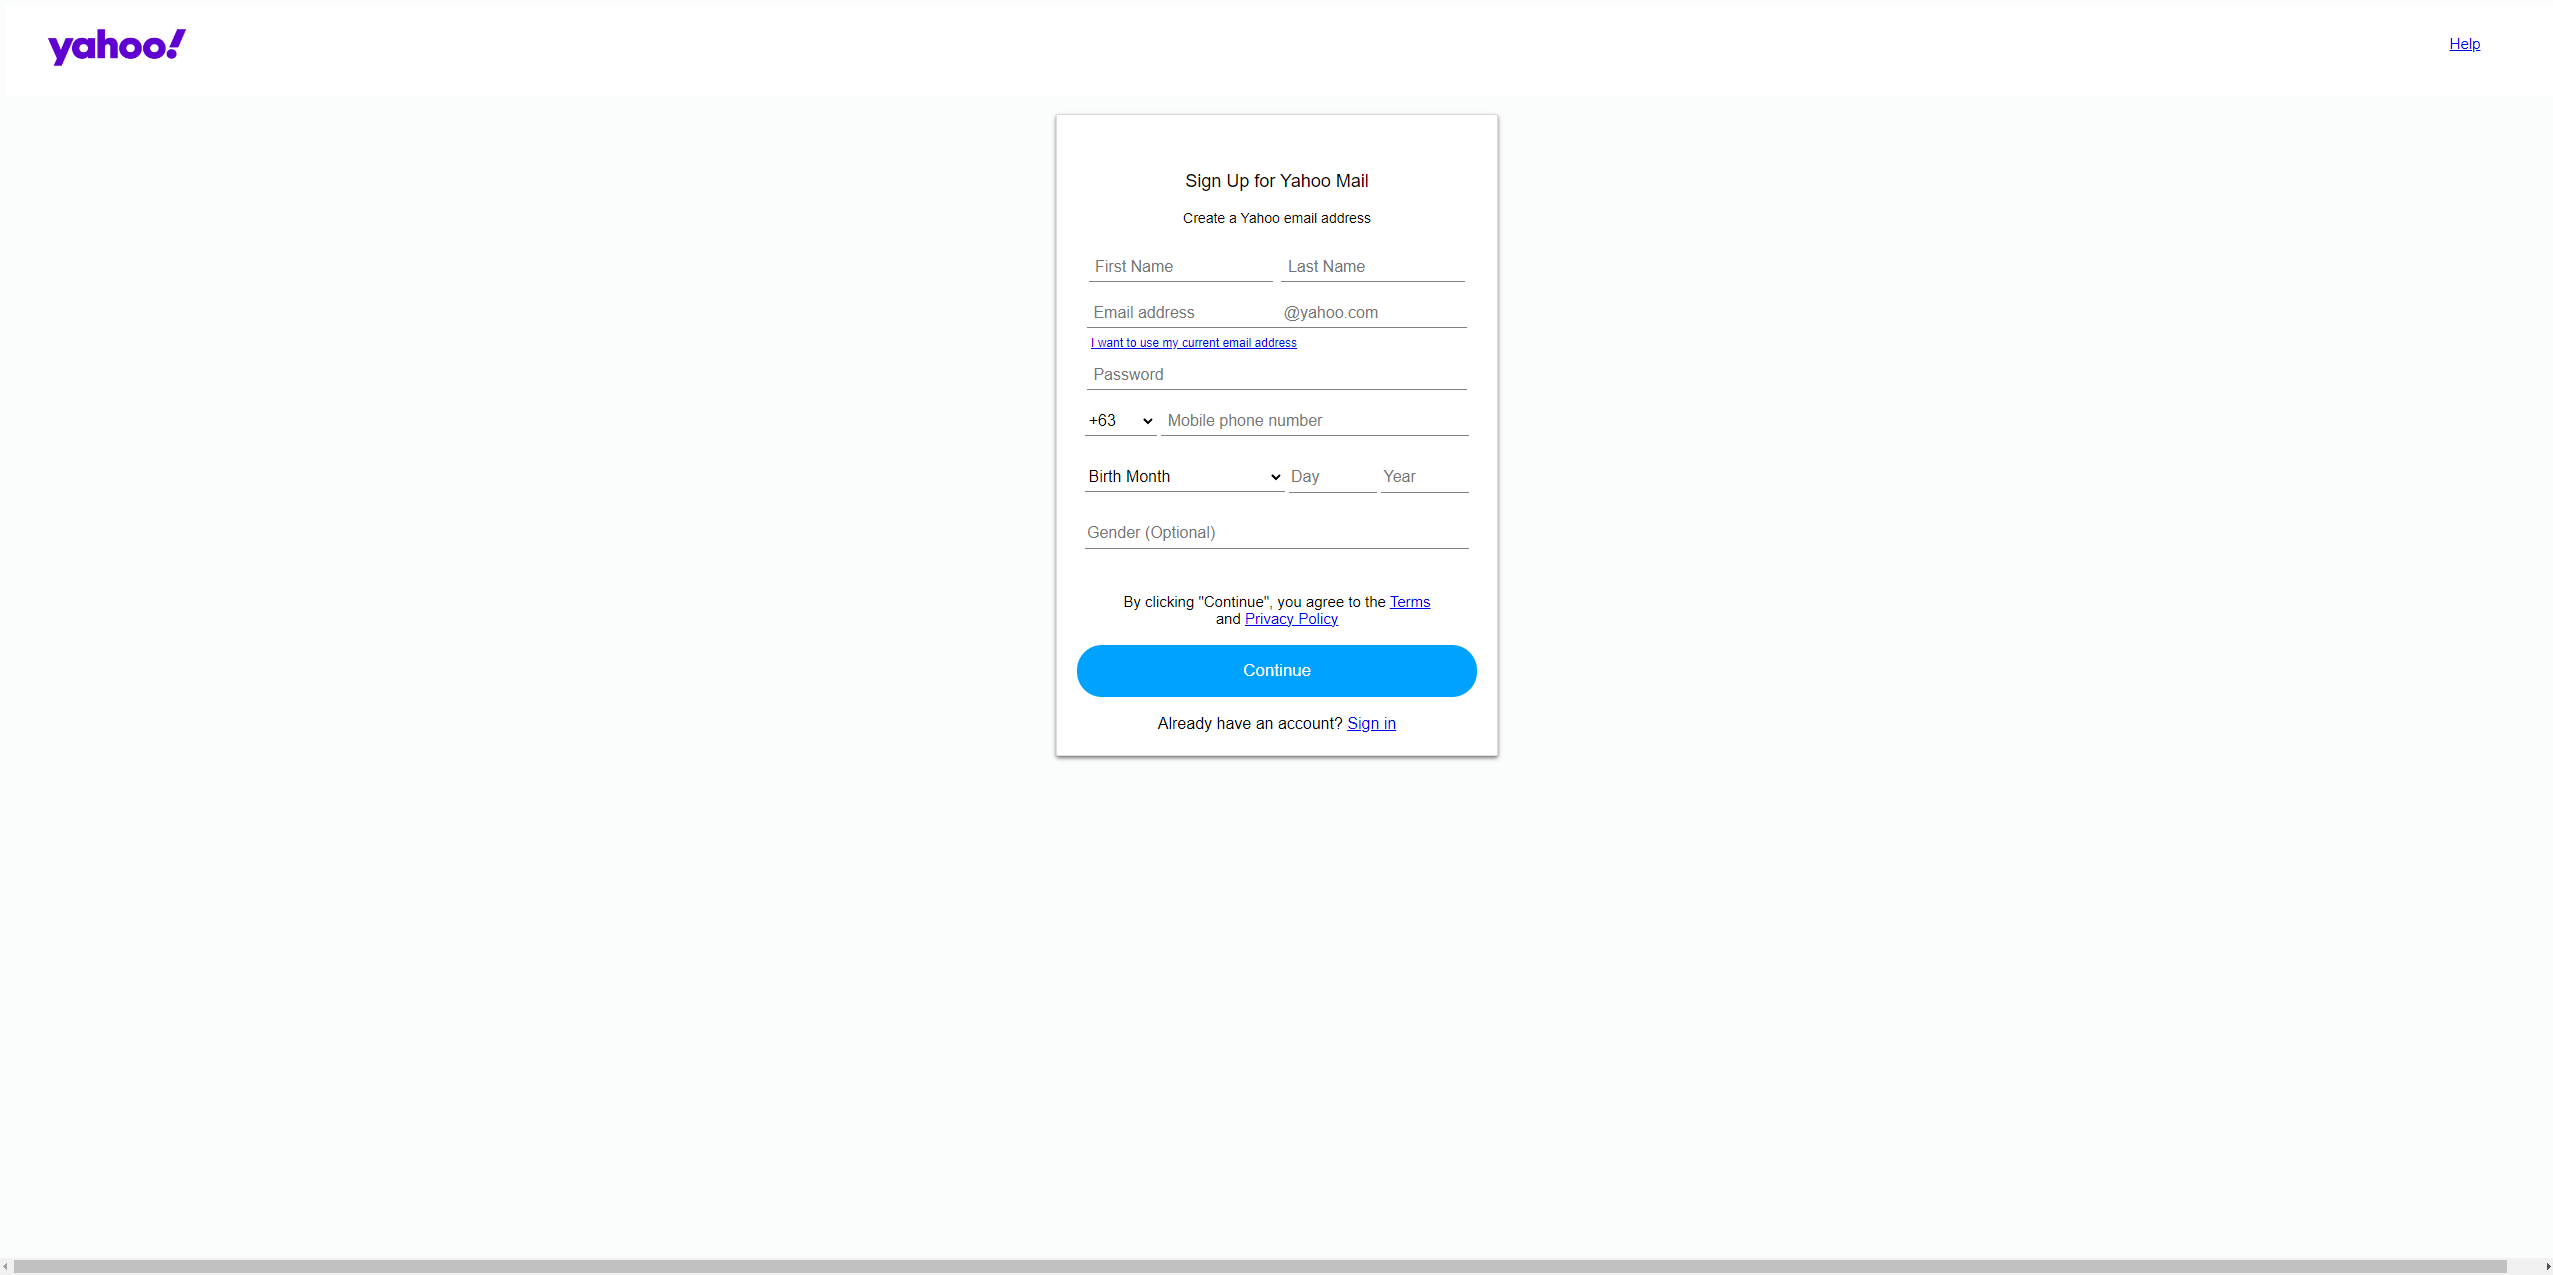 yahoo!
Help
Sign Up for Yahoo Mail
Create a Yahoo email address
First Name Last Name
Email address @yahoo.com
I want to use my current email address
Password
+63 Mobile phone number
Birth Month Day Year
Gender (Optional)
By clicking "Continue", you agree to the Terms
and Privacy Policy
Continue
Already have an account? Sign in